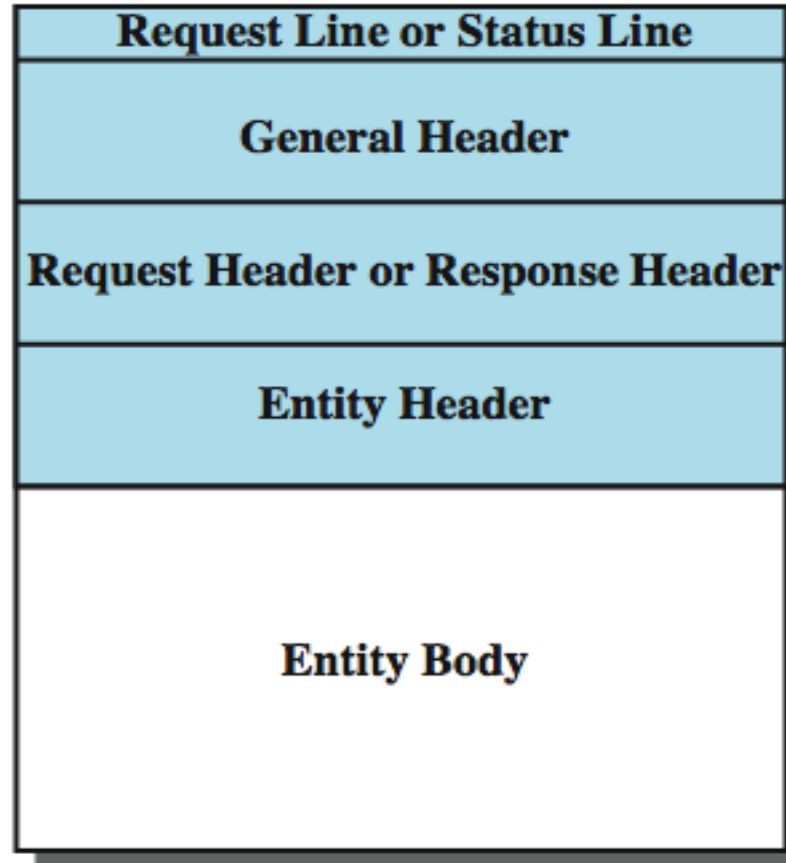 Request Line or Status Line
General Header
Request Header or Response Header
Entity Header
Entity Body